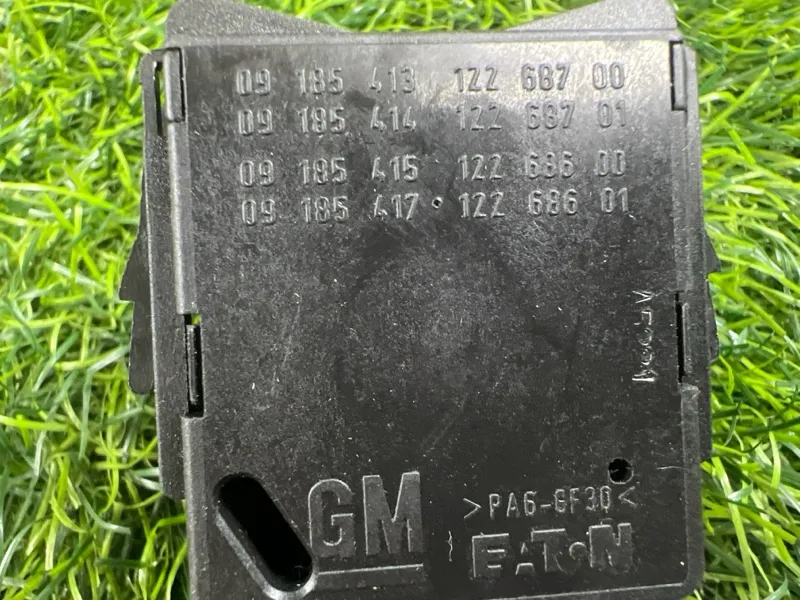 09 185 413 122 687 00
09 185 414 122 687 01
09 185 415 122 686 00
09 185 417 • 122 686 01
GM
>PA6-GF30<
EATON